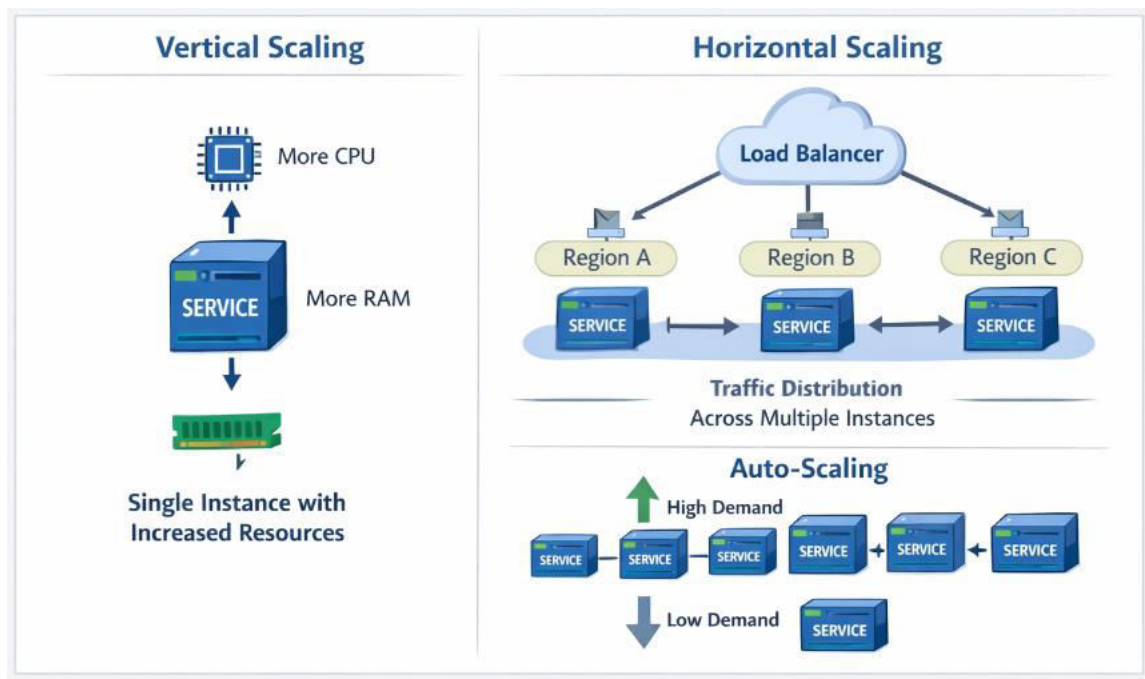 Vertical Scaling
More CPU
SERVICE
More RAM
Single Instance with
Increased Resources
Horizontal Scaling
Load Balancer
Region A
Region B
Region C
SERVICE
SERVICE
SERVICE
Traffic Distribution
Across Multiple Instances
Auto-Scaling
High Demand
SERVICE
SERVICE
SERVICE
SERVICE
SERVICE
SERVICE
Low Demand
SERVICE